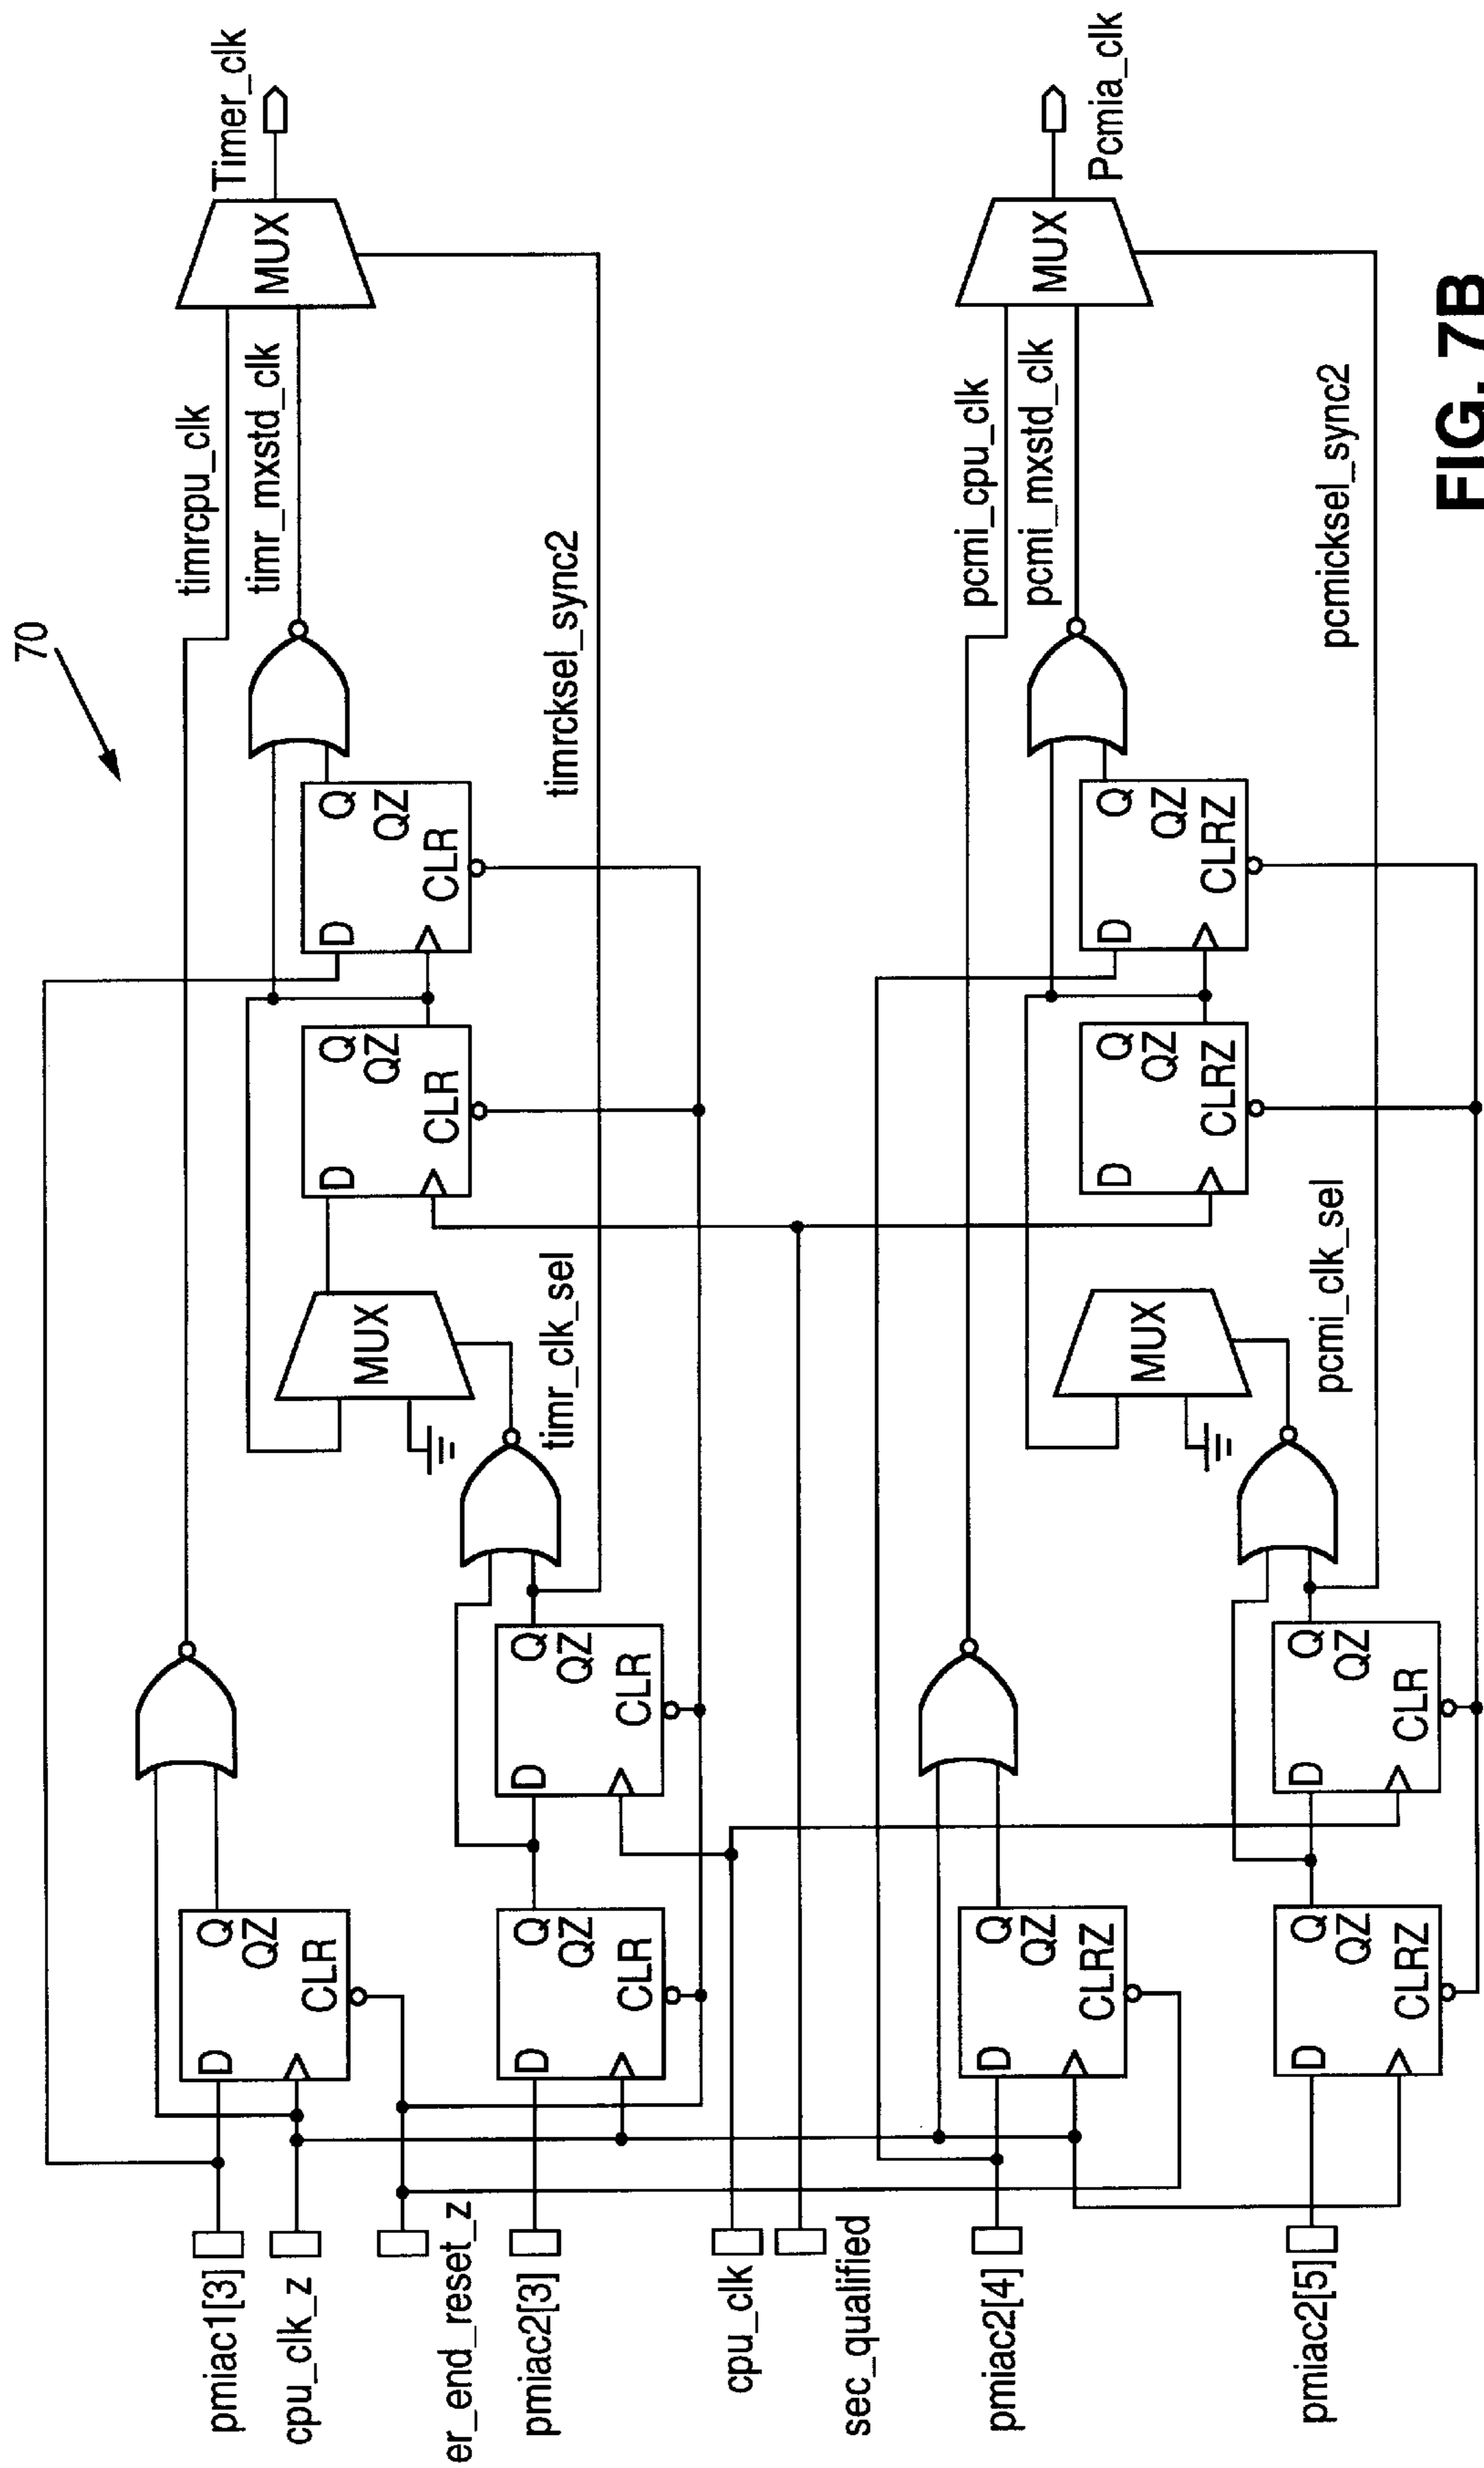 70
pmiac1[3]
cpu_clk_z
er_end_reset_z
pmiac2[3]
cpu_clk
sec_qualified
pmiac2[4]
pmiac2[5]
D
Q
QZ
CLR
D
Q
QZ
CLR
D
Q
QZ
CLR
timr_clk_sel
MUX
D
Q
QZ
CLR
D
Q
QZ
CLR
timrcpu_clk
timr_mxstd_clk
timrcksel_sync2
MUX
Timer_clk
D
Q
QZ
CLRZ
D
Q
QZ
CLRZ
D
Q
QZ
CLR
pcmi_clk_sel
MUX
D
Q
QZ
CLRZ
D
Q
QZ
CLRZ
pcmi_cpu_clk
pcmi_mxstd_clk
pcmicksel_sync2
MUX
Pcmia_clk
FIG. 7B